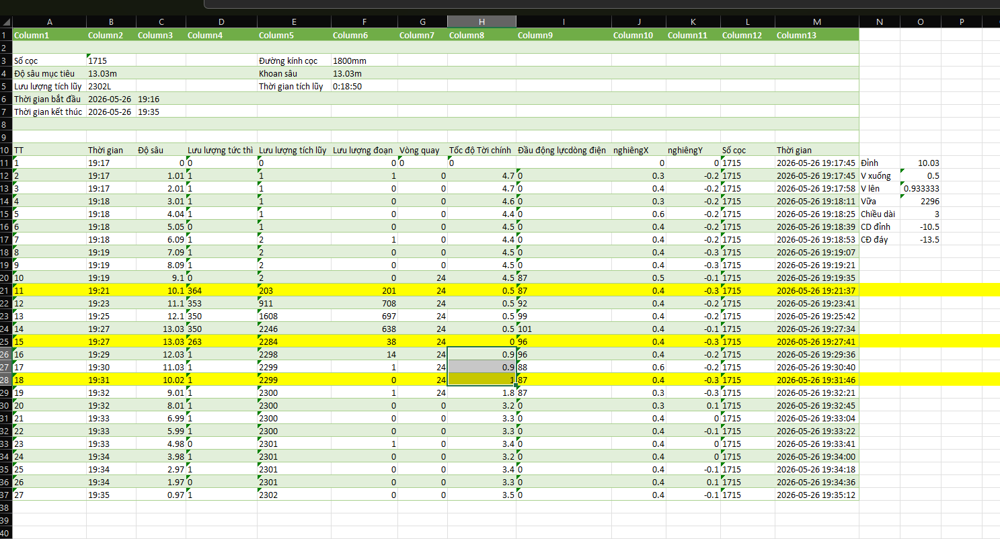 A B C D E F G H I J K L M N O P
1 Column1 Column2 Column3 Column4 Column5 Column6 Column7 Column8 Column9 Column10 Column11 Column12 Column13
2
3 Số cọc 1715 Đường kính cọc 1800mm
4 Độ sâu mục tiêu 13.03m Khoan sâu 13.03m
5 Lưu lượng tích lũy 2302L Thời gian tích lũy 0:18:50
6 Thời gian bắt đầu 2026-05-26 19:16
7 Thời gian kết thúc 2026-05-26 19:35
8
9
10 TT Thời gian Độ sâu Lưu lượng tức thì Lưu lượng tích lũy Lưu lượng đoạn Vòng quay Tốc độ Tời chính Đầu động lựcdòng điện nghiêngX nghiêngY Số cọc Thời gian
11 1 19:17 0 0 0 0 0 0 0 0 1715 2026-05-26 19:17:45 Đỉnh 10.03
12 2 19:17 1.01 1 1 1 0 4.7 0 0.3 -0.2 1715 2026-05-26 19:17:45 V xuống 0.5
13 3 19:17 2.01 1 1 0 0 4.7 0 0.4 -0.2 1715 2026-05-26 19:17:58 V lên 0.933333
14 4 19:18 3.01 1 1 0 0 4.6 0 0.3 -0.2 1715 2026-05-26 19:18:11 Vữa 2296
15 5 19:18 4.04 1 1 0 0 4.4 0 0.6 -0.2 1715 2026-05-26 19:18:25 Chiều dài 3
16 6 19:18 5.05 0 1 0 0 4.5 0 0.4 -0.2 1715 2026-05-26 19:18:39 CD đỉnh -10.5
17 7 19:18 6.09 1 2 1 0 4.4 0 0.4 -0.2 1715 2026-05-26 19:18:53 CĐ đáy -13.5
18 8 19:19 7.09 1 2 0 0 4.5 0 0.4 -0.3 1715 2026-05-26 19:19:07
19 9 19:19 8.09 1 2 0 0 4.5 0 0.4 -0.3 1715 2026-05-26 19:19:21
20 10 19:19 9.1 0 2 0 24 4.5 87 0.5 -0.1 1715 2026-05-26 19:19:35
21 11 19:21 10.1 364 203 201 24 0.5 87 0.4 -0.3 1715 2026-05-26 19:21:37
22 12 19:23 11.1 353 911 708 24 0.5 92 0.4 -0.2 1715 2026-05-26 19:23:41
23 13 19:25 12.1 350 1608 697 24 0.5 99 0.4 -0.2 1715 2026-05-26 19:25:42
24 14 19:27 13.03 350 2246 638 24 0.5 101 0.4 -0.1 1715 2026-05-26 19:27:34
25 15 19:27 13.03 263 2284 38 24 0 96 0.4 -0.3 1715 2026-05-26 19:27:41
26 16 19:29 12.03 1 2298 14 24 0.9 96 0.4 -0.2 1715 2026-05-26 19:29:36
27 17 19:30 11.03 1 2299 1 24 0.9 88 0.6 -0.2 1715 2026-05-26 19:30:40
28 18 19:31 10.02 1 2299 0 24 1 87 0.4 -0.3 1715 2026-05-26 19:31:46
29 19 19:32 9.01 1 2300 1 24 1.8 87 0.3 -0.3 1715 2026-05-26 19:32:21
30 20 19:32 8.01 1 2300 0 0 3.2 0 0.3 0.1 1715 2026-05-26 19:32:45
31 21 19:33 6.99 1 2300 0 0 3.3 0 0.4 0 1715 2026-05-26 19:33:04
32 22 19:33 5.99 1 2300 0 0 3.3 0 0.4 -0.1 1715 2026-05-26 19:33:22
33 23 19:33 4.98 0 2301 1 0 3.4 0 0.4 0 1715 2026-05-26 19:33:41
34 24 19:34 3.98 1 2301 0 0 3.2 0 0.4 0 1715 2026-05-26 19:34:00
35 25 19:34 2.97 1 2301 0 0 3.4 0 0.4 -0.1 1715 2026-05-26 19:34:18
36 26 19:34 1.97 0 2301 0 0 3.3 0 0.4 0.1 1715 2026-05-26 19:34:36
37 27 19:35 0.97 1 2302 0 0 3.5 0 0.4 -0.1 1715 2026-05-26 19:35:12
38
39
40